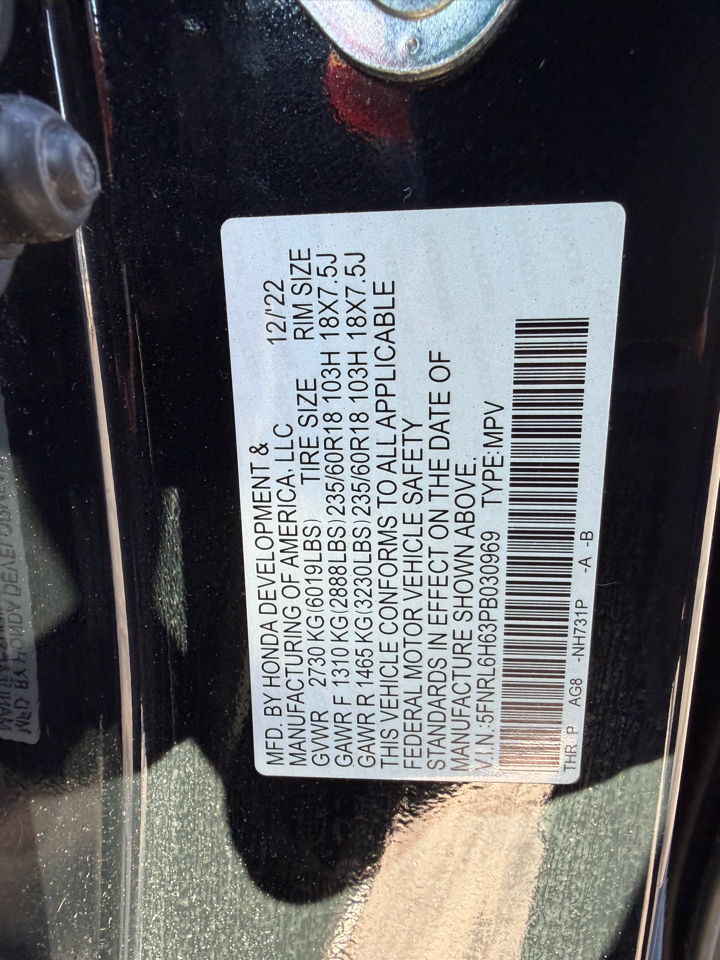 MFD. BY HONDA DEVELOPMENT &
MANUFACTURING OF AMERICA, LLC 12/'22
GVWR 2730 KG(6019LBS) TIRE SIZE RIM SIZE
GAWR F 1310 KG(2888LBS) 235/60R18 103H 18X7.5J
GAWR R 1465 KG(3230LBS) 235/60R18 103H 18X7.5J
THIS VEHICLE CONFORMS TO ALL APPLICABLE
FEDERAL MOTOR VEHICLE SAFETY
STANDARDS IN EFFECT ON THE DATE OF
MANUFACTURE SHOWN ABOVE.
V.I.N.:5FNRL6H63PB030969 TYPE:MPV
THR-P AG8 -NH731P -A -B